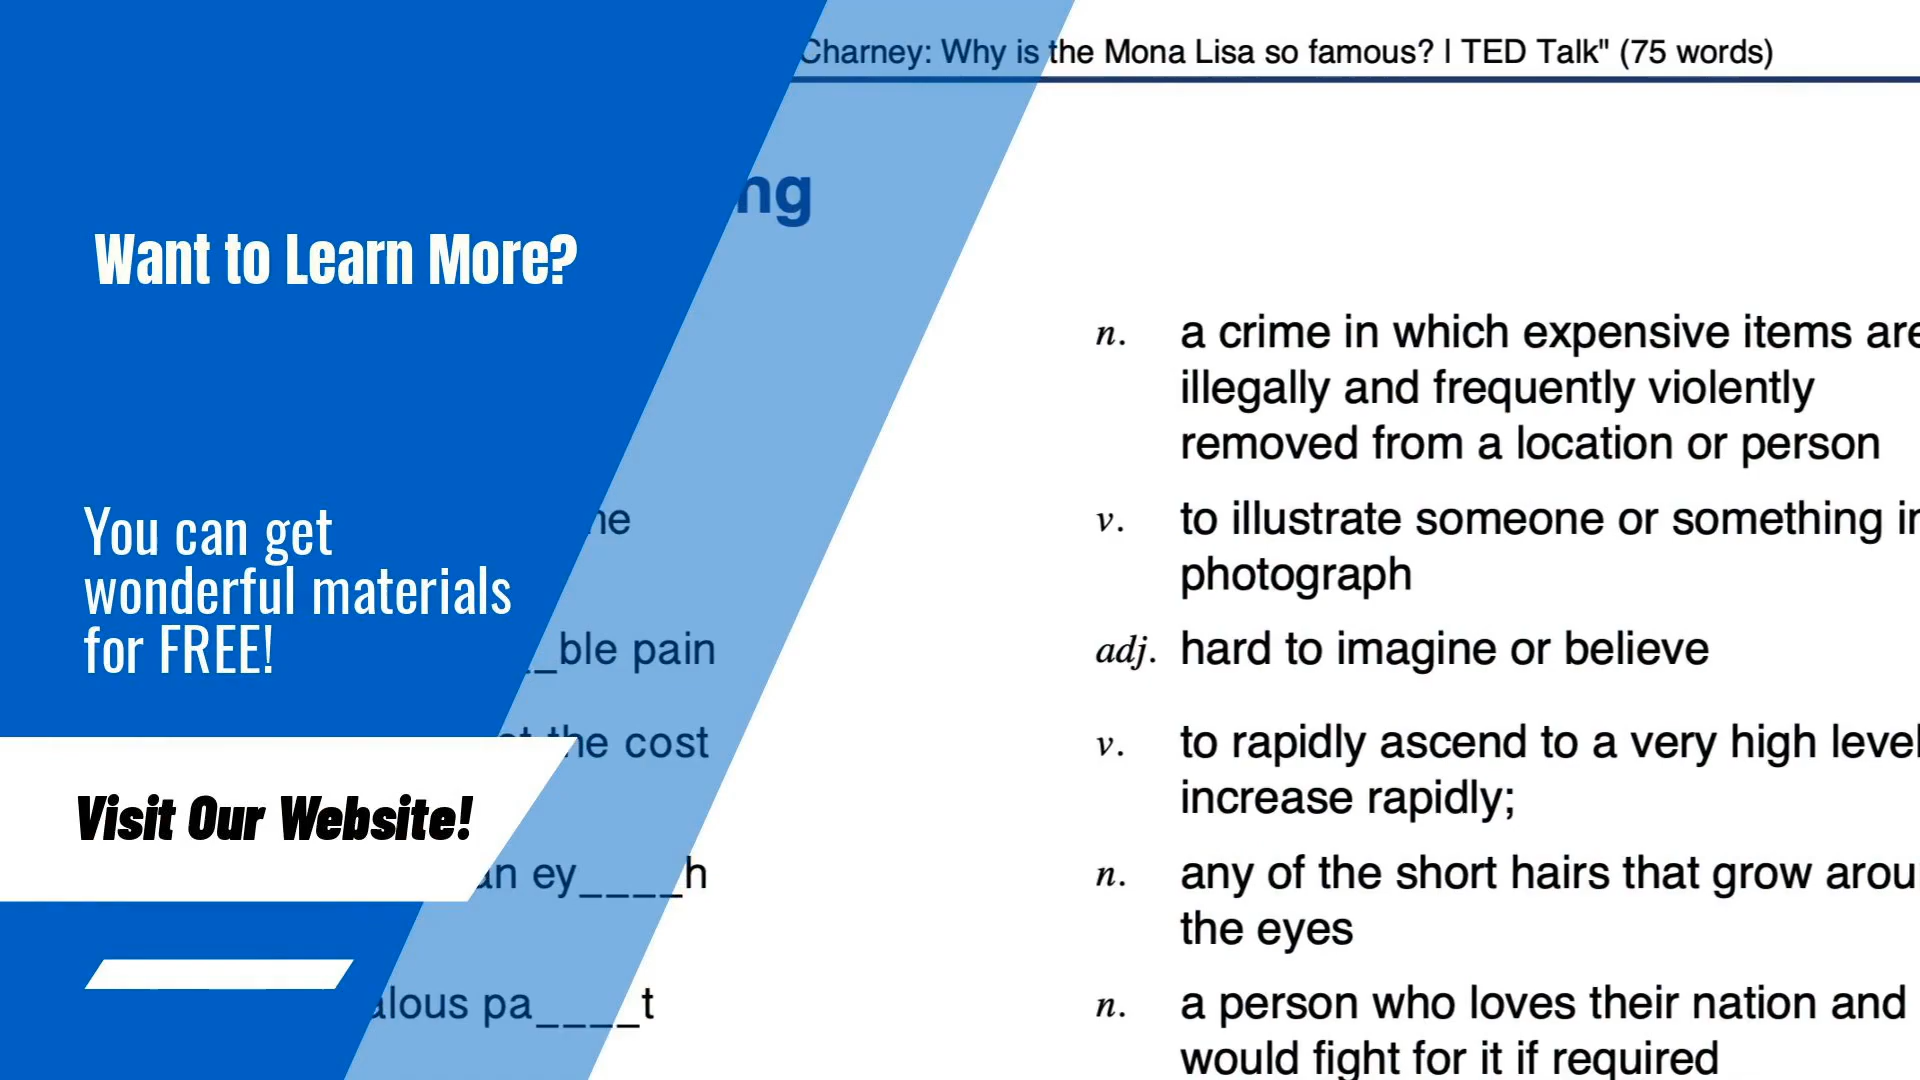 Charney: Why is the Mona Lisa so famous? | TED Talk" (75 words)
Want to Learn More?
You can get
wonderful materials
for FREE!
Visit Our Website!
n. a crime in which expensive items are
illegally and frequently violently
removed from a location or person
v. to illustrate someone or something in
photograph
_ble pain adj. hard to imagine or believe
the cost v. to rapidly ascend to a very high level
increase rapidly;
an ey____h n. any of the short hairs that grow
the eyes
pa____t n. a person who loves their nation and
would fight for it if required